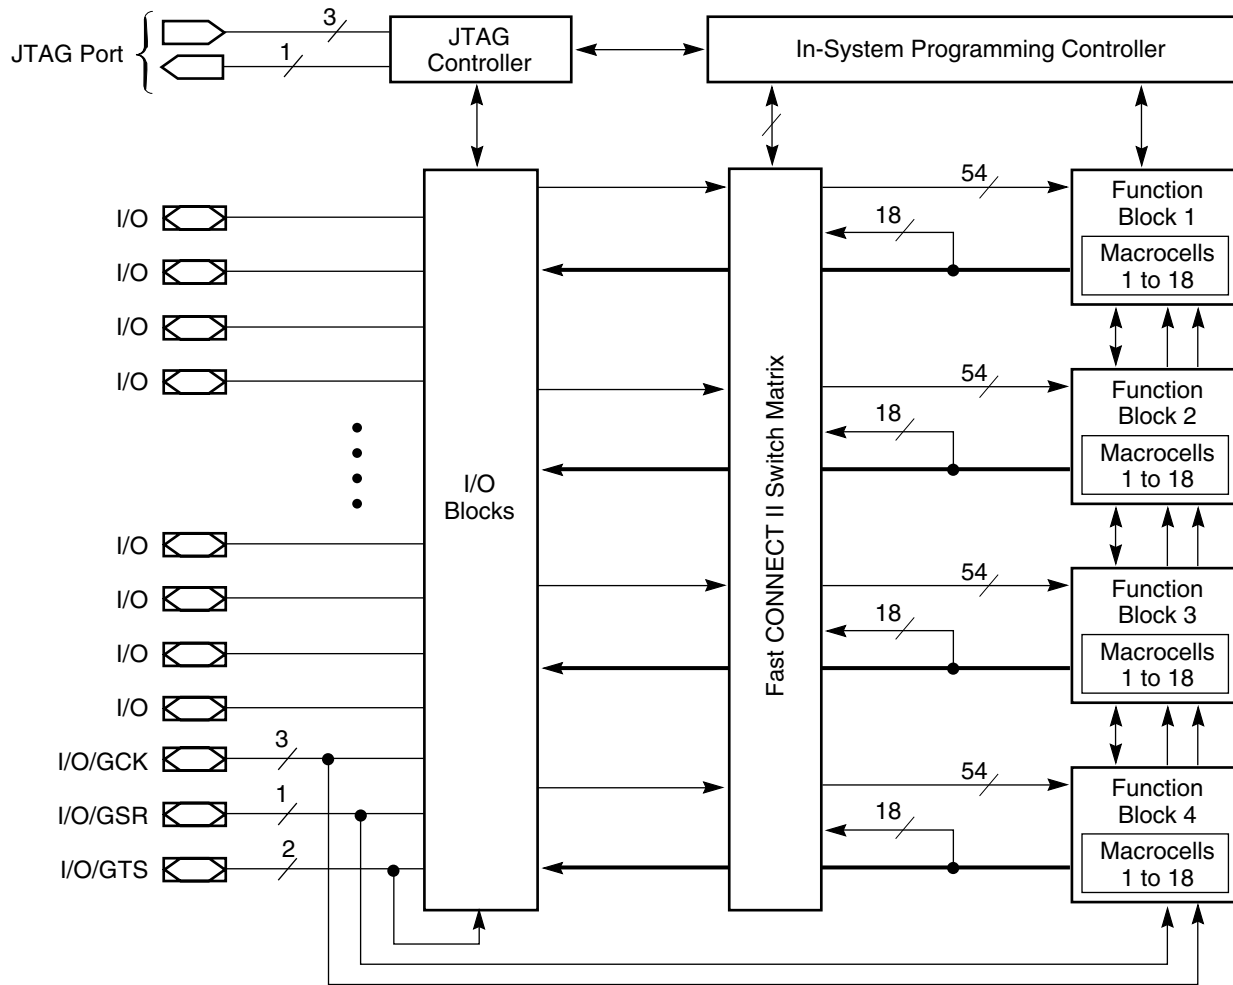 JTAG Port
3
1
JTAG
Controller
In-System Programming Controller
I/O
I/O
I/O
I/O
I/O
I/O
I/O
I/O
I/O/GCK
3
I/O/GSR
1
I/O/GTS
2
I/O
Blocks
Fast CONNECT II Switch Matrix
54
18
Function
Block 1
Macrocells
1 to 18
54
18
Function
Block 2
Macrocells
1 to 18
54
18
Function
Block 3
Macrocells
1 to 18
54
18
Function
Block 4
Macrocells
1 to 18